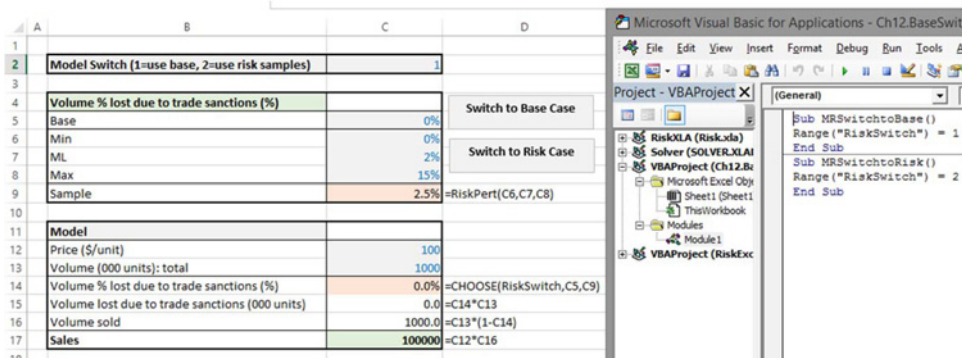 A B C D
1
2 Model Switch (1=use base, 2=use risk samples) 1
3
4 Volume % lost due to trade sanctions (%)
5 Base 0%
6 Min 0%
7 ML 2%
8 Max 15%
9 Sample 2.5% =RiskPert(C6,C7,C8)
10
11 Model
12 Price ($/unit) 100
13 Volume (000 units): total 1000
14 Volume % lost due to trade sanctions (%) 0.0% =CHOOSE(RiskSwitch,C5,C9)
15 Volume lost due to trade sanctions (000 units) 0.0 =C14*C13
16 Volume sold 1000.0 =C13*(1-C14)
17 Sales 100000 =C12*C16
Switch to Base Case
Switch to Risk Case
Microsoft Visual Basic for Applications - Ch12.BaseSwit
File Edit View Insert Format Debug Run Tools A
Project - VBAProject X
RiskXLA (Risk.xla)
Solver (SOLVER.XLAI
VBAProject (Ch12.Ba
Microsoft Excel Obje
Sheet1 (Sheet1
ThisWorkbook
Modules
Module1
VBAProject (RiskExc
(General)
Sub MRSwitchtoBase()
Range("RiskSwitch") = 1
End Sub
Sub MRSwitchtoRisk()
Range("RiskSwitch") = 2
End Sub